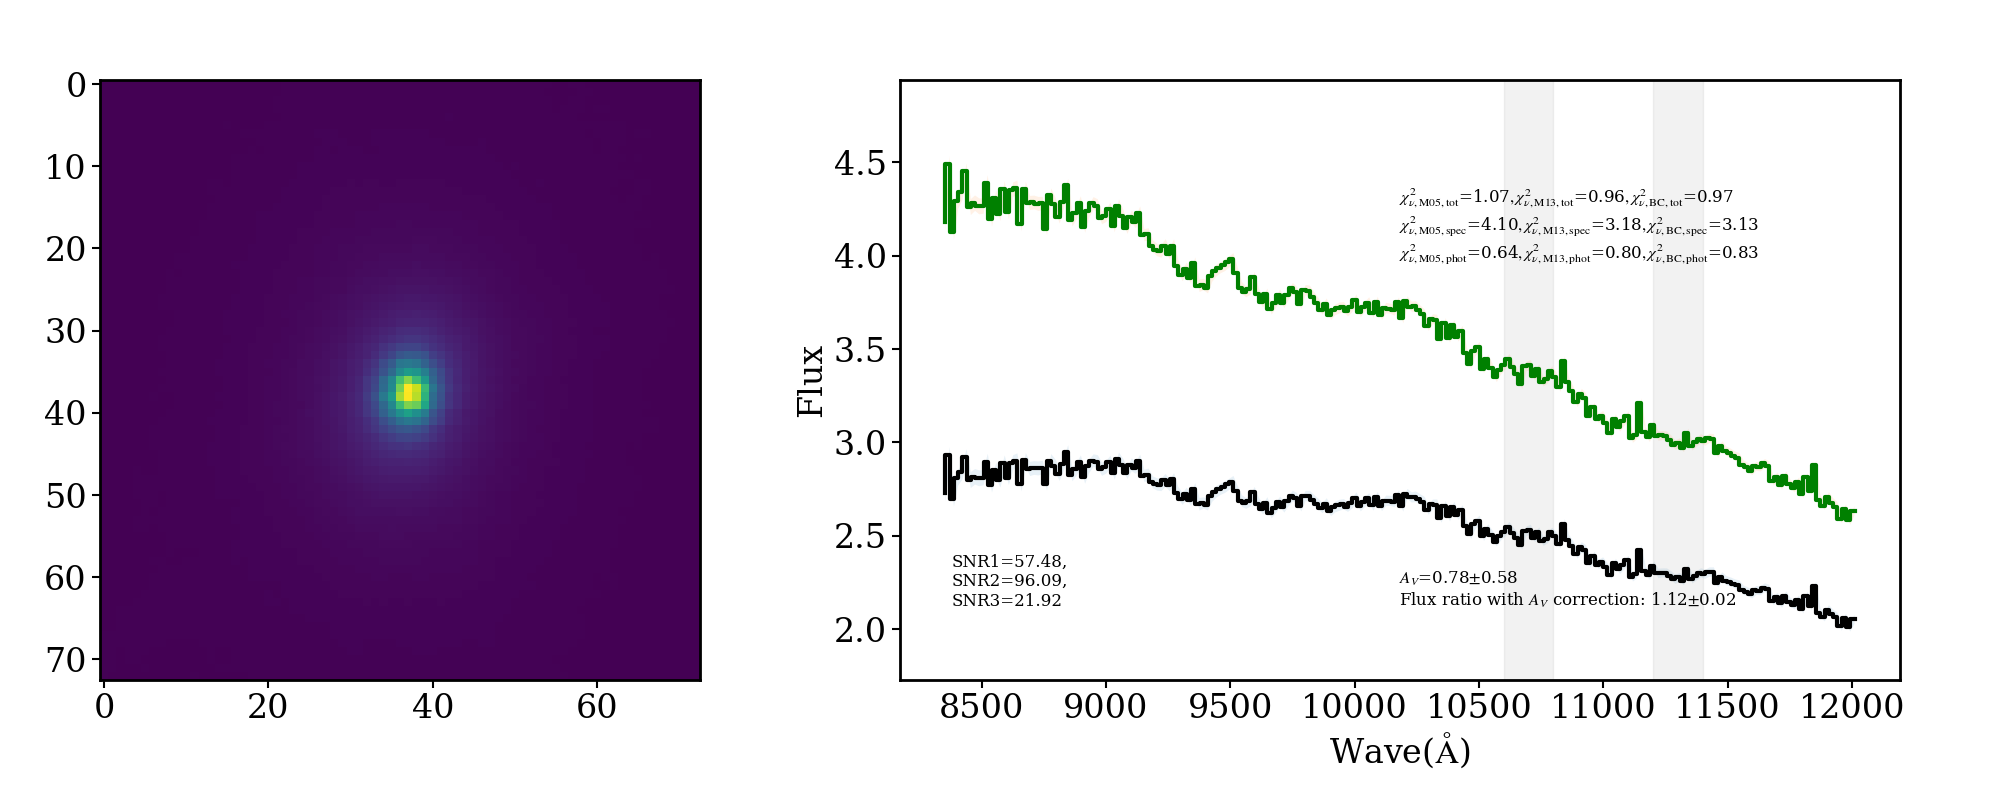 0
10
20
30
40
50
60
70
0 20 40 60
Flux
4.5
4.0
3.5
3.0
2.5
2.0
χ²ν,M05,tot=1.07,χ²ν,M13,tot=0.96,χ²ν,BC,tot=0.97
χ²ν,M05,spec=4.10,χ²ν,M13,spec=3.18,χ²ν,BC,spec=3.13
χ²ν,M05,phot=0.64,χ²ν,M13,phot=0.80,χ²ν,BC,phot=0.83
SNR1=57.48,
SNR2=96.09,
SNR3=21.92
AV=0.78±0.58
Flux ratio with AV correction: 1.12±0.02
8500 9000 9500 10000 10500 11000 11500 12000
Wave(Å)